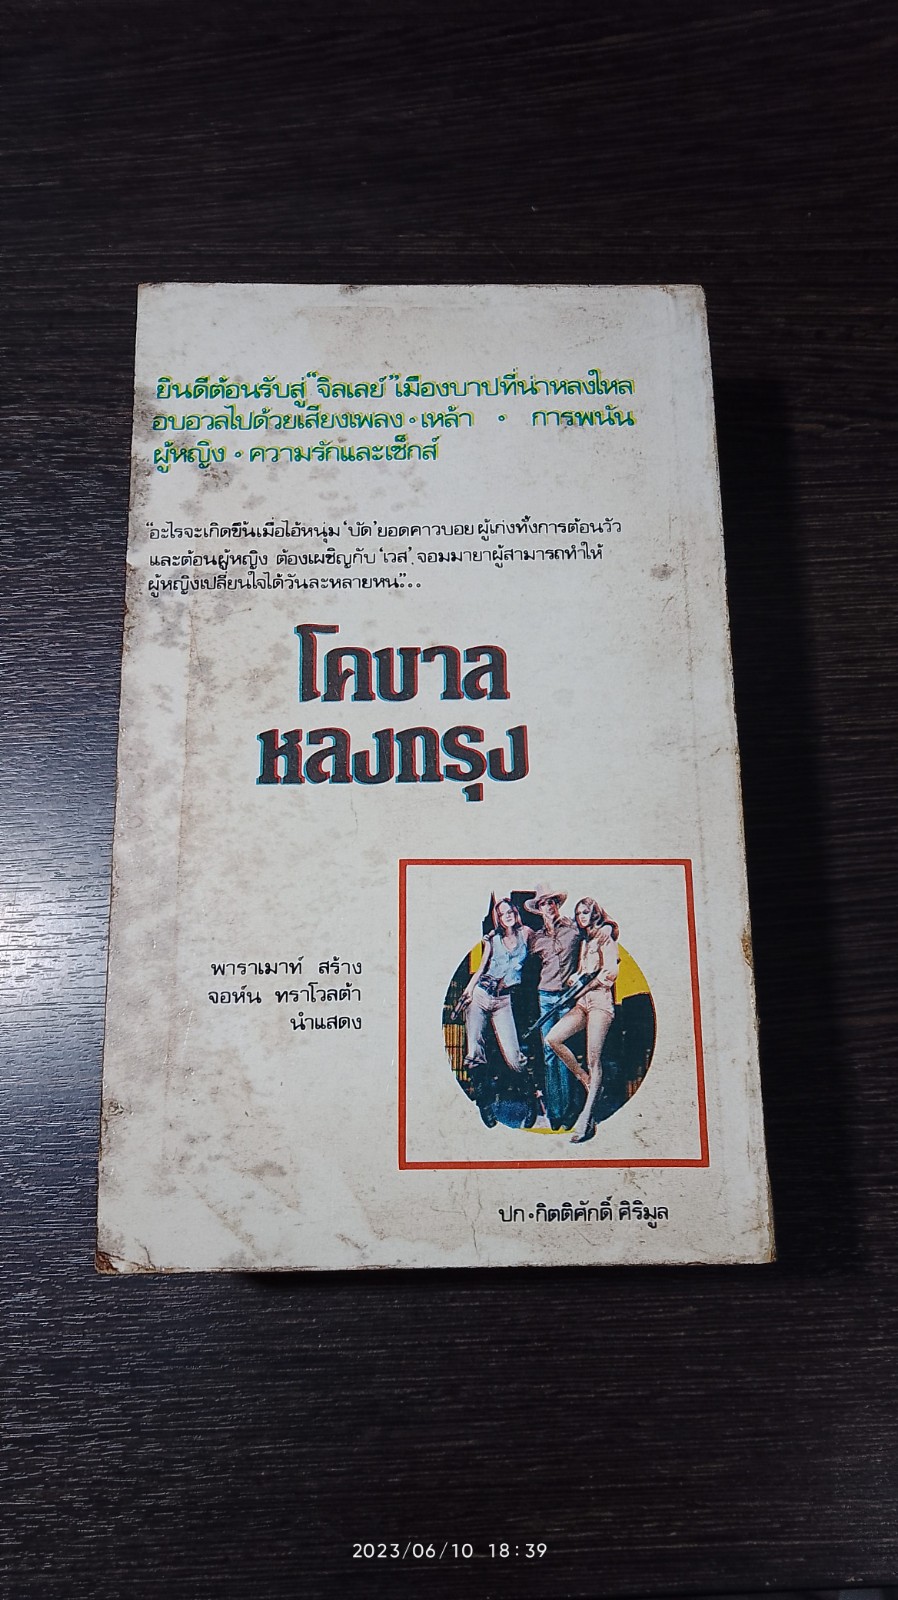 ยินดีต้อนรับสู่ “จิลเลย์” เมืองบาปที่น่าหลงใหล
อบอวลไปด้วยเสียงเพลง • เหล้า • การพนัน
ผู้หญิง • ความรักและเซ็กส์
“อะไรจะเกิดขึ้นเมื่อไอ้หนุ่ม ‘บัด’ ยอดคาวบอย ผู้เก่งทั้งการต้อนวัว
และต้อนผู้หญิง ต้องเผชิญกับ ‘เวส’ จอมมายาผู้สามารถทำให้
ผู้หญิงเปลี่ยนใจได้วันละหลายหน”...
โคบาล
หลงกรุง
พาราเมาท์ สร้าง
จอห์น ทราโวลต้า
นำแสดง
ปก • กิตติศักดิ์ ศิริมูล
2023/06/10 18:39